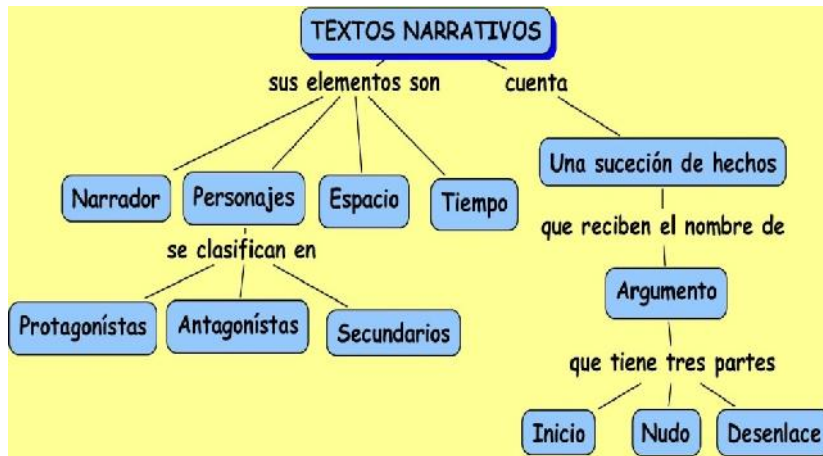 TEXTOS NARRATIVOS
sus elementos son
cuenta
Narrador
Personajes
Espacio
Tiempo
Una suceción de hechos
se clasifican en
que reciben el nombre de
Protagonístas
Antagonístas
Secundarios
Argumento
que tiene tres partes
Inicio
Nudo
Desenlace